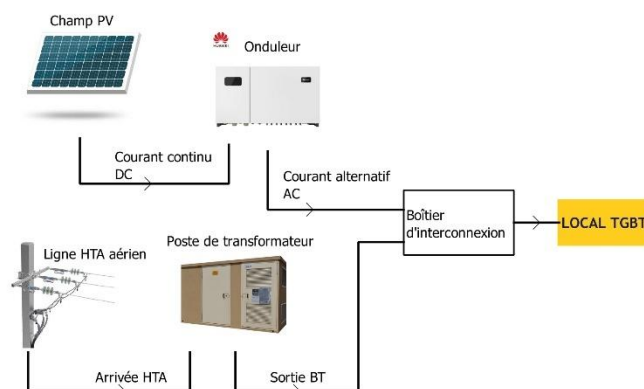 Champ PV
HUAWEI
Onduleur
Courant continu
DC
Courant alternatif
AC
Boîtier
d'interconnexion
LOCAL TGBT
Ligne HTA aérien
Poste de transformateur
Arrivée HTA
Sortie BT